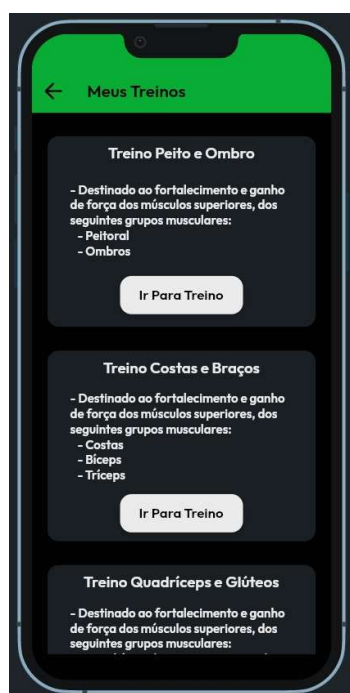 Meus Treinos
Treino Peito e Ombro
- Destinado ao fortalecimento e ganho
de força dos músculos superiores, dos
seguintes grupos musculares:
- Peitoral
- Ombros
Ir Para Treino
Treino Costas e Braços
- Destinado ao fortalecimento e ganho
de força dos músculos superiores, dos
seguintes grupos musculares:
- Costas
- Bíceps
- Tríceps
Ir Para Treino
Treino Quadríceps e Glúteos
- Destinado ao fortalecimento e ganho
de força dos músculos superiores, dos
seguintes grupos musculares: